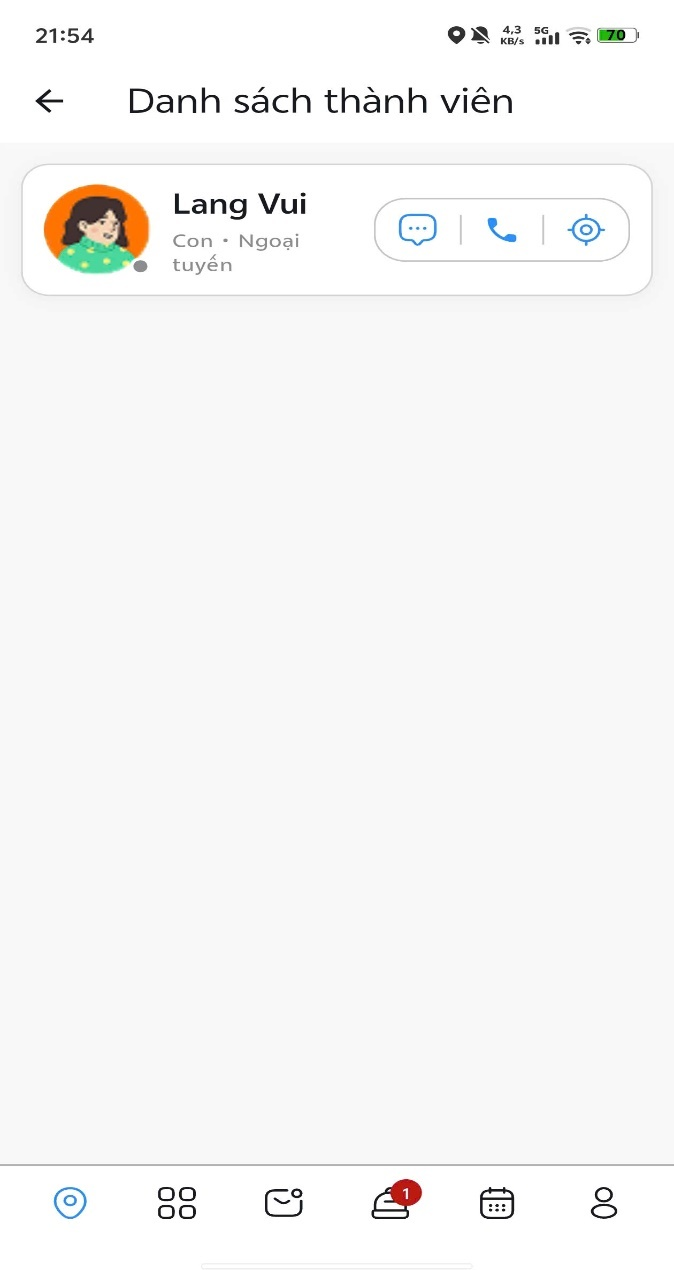 21:54
4,3
KB/s
5G
70
Danh sách thành viên
Lang Vui
Con • Ngoại
tuyến
1